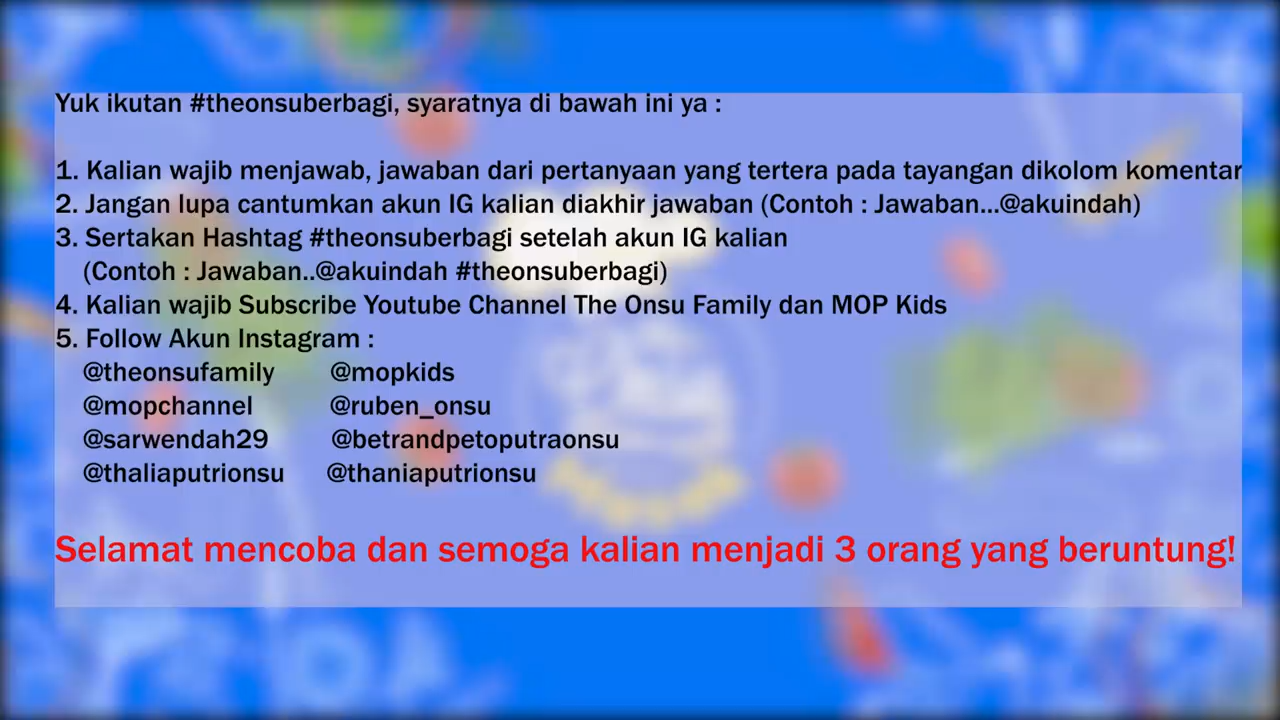 Yuk ikutan #theonsuberbagi, syaratnya di bawah ini ya :
1. Kalian wajib menjawab, jawaban dari pertanyaan yang tertera pada tayangan dikolom komentar
2. Jangan lupa cantumkan akun IG kalian diakhir jawaban (Contoh : Jawaban...@akuindah)
3. Sertakan Hashtag #theonsuberbagi setelah akun IG kalian
(Contoh : Jawaban..@akuindah #theonsuberbagi)
4. Kalian wajib Subscribe Youtube Channel The Onsu Family dan MOP Kids
5. Follow Akun Instagram :
@theonsufamily @mopkids
@mopchannel @ruben_onsu
@sarwendah29 @betrandpetoputraonsu
@thaliaputrionsu @thaniaputrionsu
Selamat mencoba dan semoga kalian menjadi 3 orang yang beruntung!